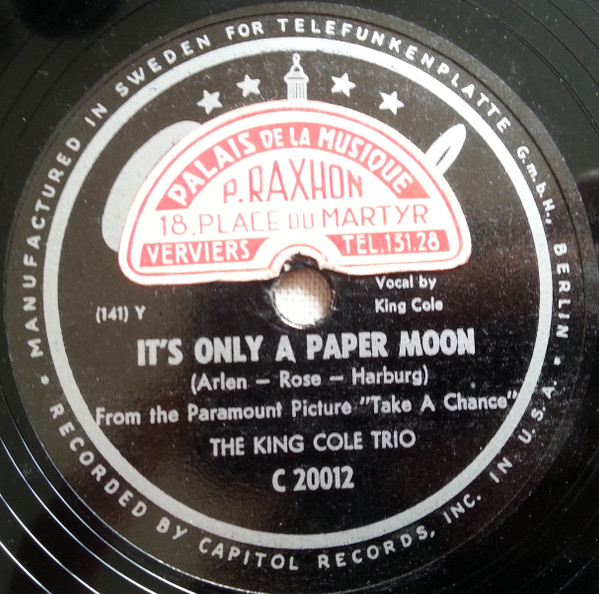 MANUFACTURED IN SWEDEN FOR TELEFUNKENPLATTE G.m.b.H., BERLIN
PALAIS DE LA MUSIQUE
P. RAXHON
18. PLACE DU MARTYR
VERVIERS TEL. 131.28
Vocal by
King Cole
(141) Y
IT'S ONLY A PAPER MOON
(Arlen – Rose – Harburg)
From the Paramount Picture "Take A Chance"
THE KING COLE TRIO
C 20012
• RECORDED BY CAPITOL RECORDS, INC. IN U.S.A. •